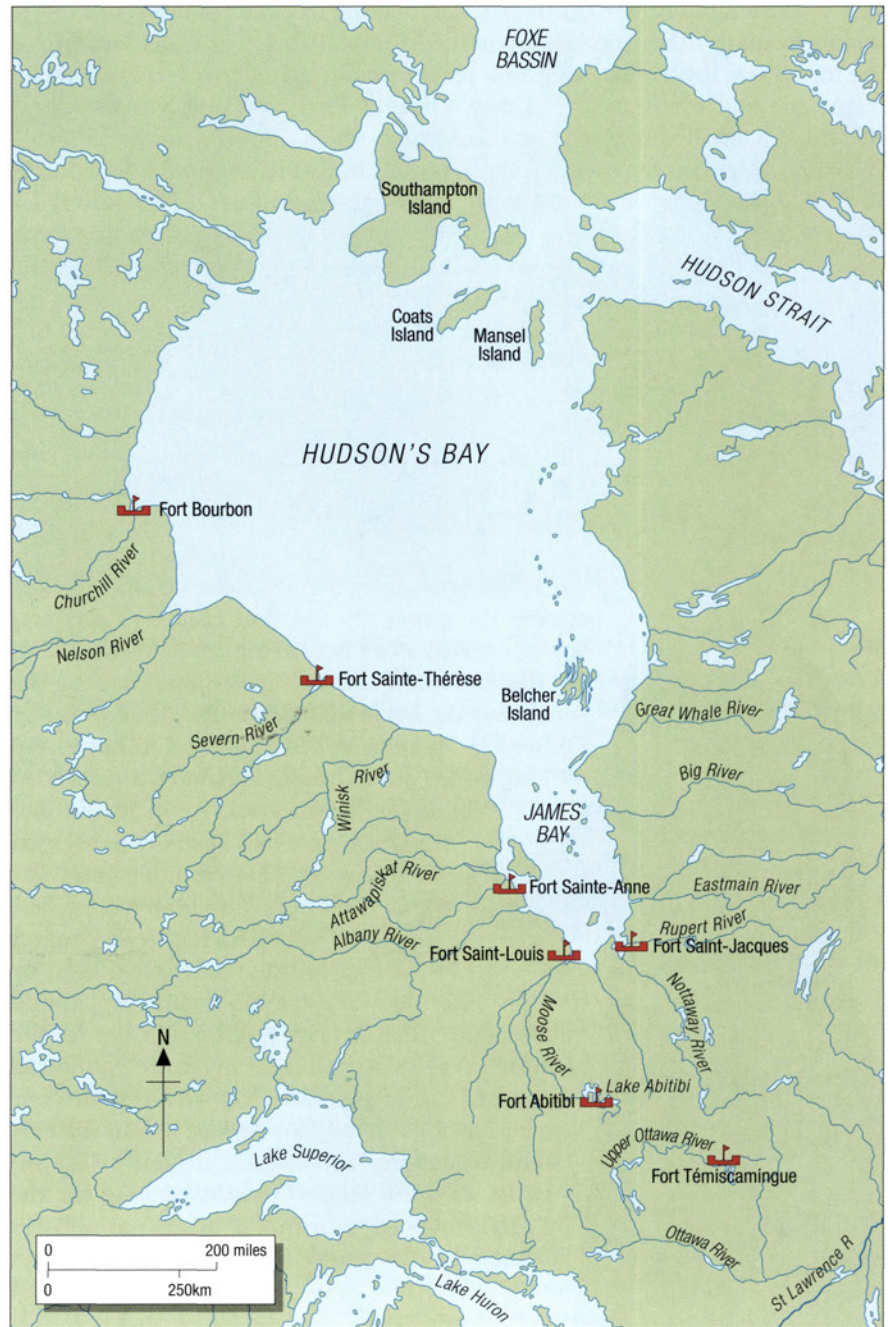 FOXE
BASSIN
Southampton
Island
HUDSON STRAIT
Coats
Island
Mansel
Island
HUDSON'S BAY
Fort Bourbon
Churchill River
Nelson River
Fort Sainte-Thérèse
Belcher
Island
Great Whale River
Severn River
Winisk River
Big River
JAMES
BAY
Attawapiskat River
Fort Sainte-Anne
Eastmain River
Rupert River
Albany River
Fort Saint-Louis
Fort Saint-Jacques
Nottaway River
Moose River
N
Lake Abitibi
Fort Abitibi
Upper Ottawa River
Lake Superior
Fort Témiscamingue
0 200 miles
0 250km
Ottawa River
St Lawrence R
Lake Huron